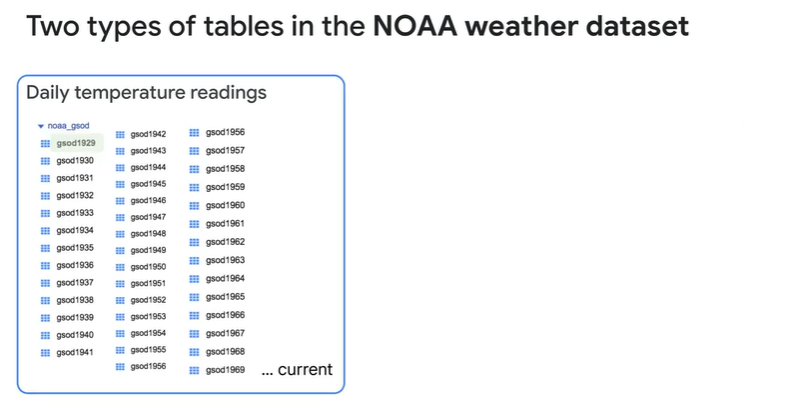 Two types of tables in the NOAA weather dataset
Daily temperature readings
noaa_gsod
gsod1929
gsod1930
gsod1931
gsod1932
gsod1933
gsod1934
gsod1935
gsod1936
gsod1937
gsod1938
gsod1939
gsod1940
gsod1941
gsod1942
gsod1943
gsod1944
gsod1945
gsod1946
gsod1947
gsod1948
gsod1949
gsod1950
gsod1951
gsod1952
gsod1953
gsod1954
gsod1955
gsod1956
gsod1956
gsod1957
gsod1958
gsod1959
gsod1960
gsod1961
gsod1962
gsod1963
gsod1964
gsod1965
gsod1966
gsod1967
gsod1968
gsod1969
... current